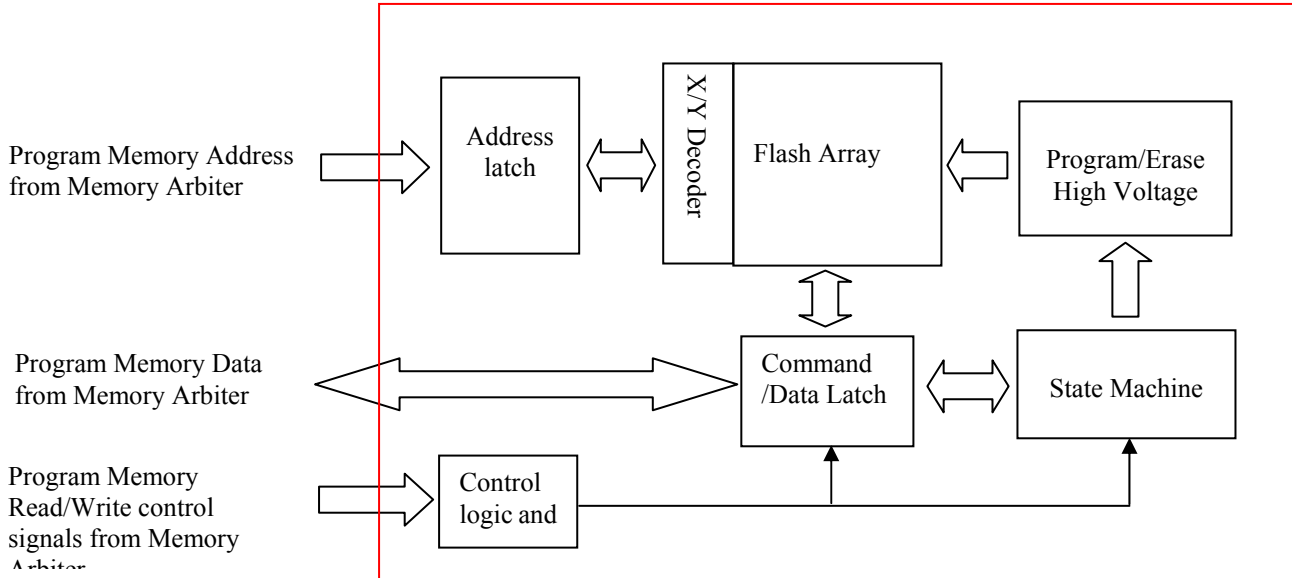 Program Memory Address
from Memory Arbiter
Address
latch
X/Y Decoder
Flash Array
Program/Erase
High Voltage
Program Memory Data
from Memory Arbiter
Command
/Data Latch
State Machine
Program Memory
Read/Write control
signals from Memory
Arbiter
Control
logic and